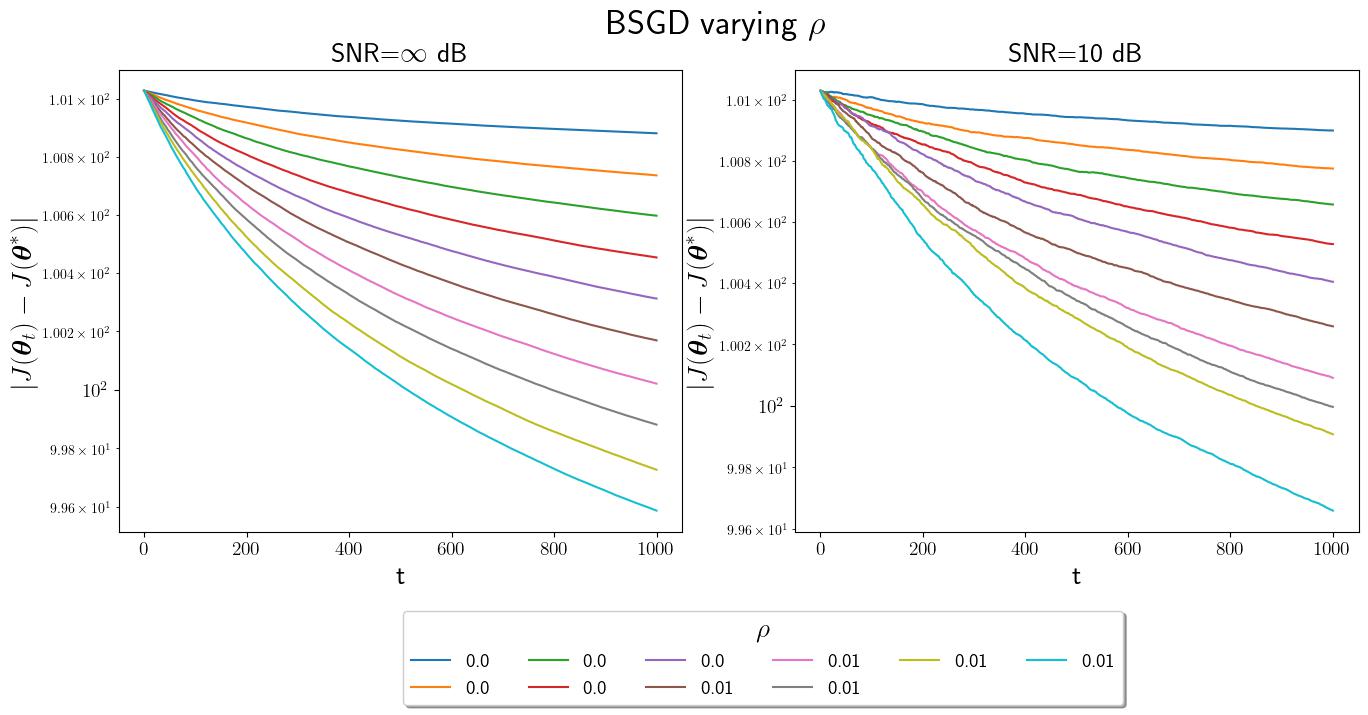 BSGD varying ρ
SNR=∞ dB
1.01 × 10²
1.008 × 10²
1.006 × 10²
1.004 × 10²
1.002 × 10²
10²
9.98 × 10¹
9.96 × 10¹
|J(θₜ) − J(θ*)|
0 200 400 600 800 1000
t
SNR=10 dB
1.01 × 10²
1.008 × 10²
1.006 × 10²
1.004 × 10²
1.002 × 10²
10²
9.98 × 10¹
9.96 × 10¹
|J(θₜ) − J(θ*)|
0 200 400 600 800 1000
t
ρ
0.0 0.0 0.0 0.01 0.01 0.01
0.0 0.0 0.01 0.01